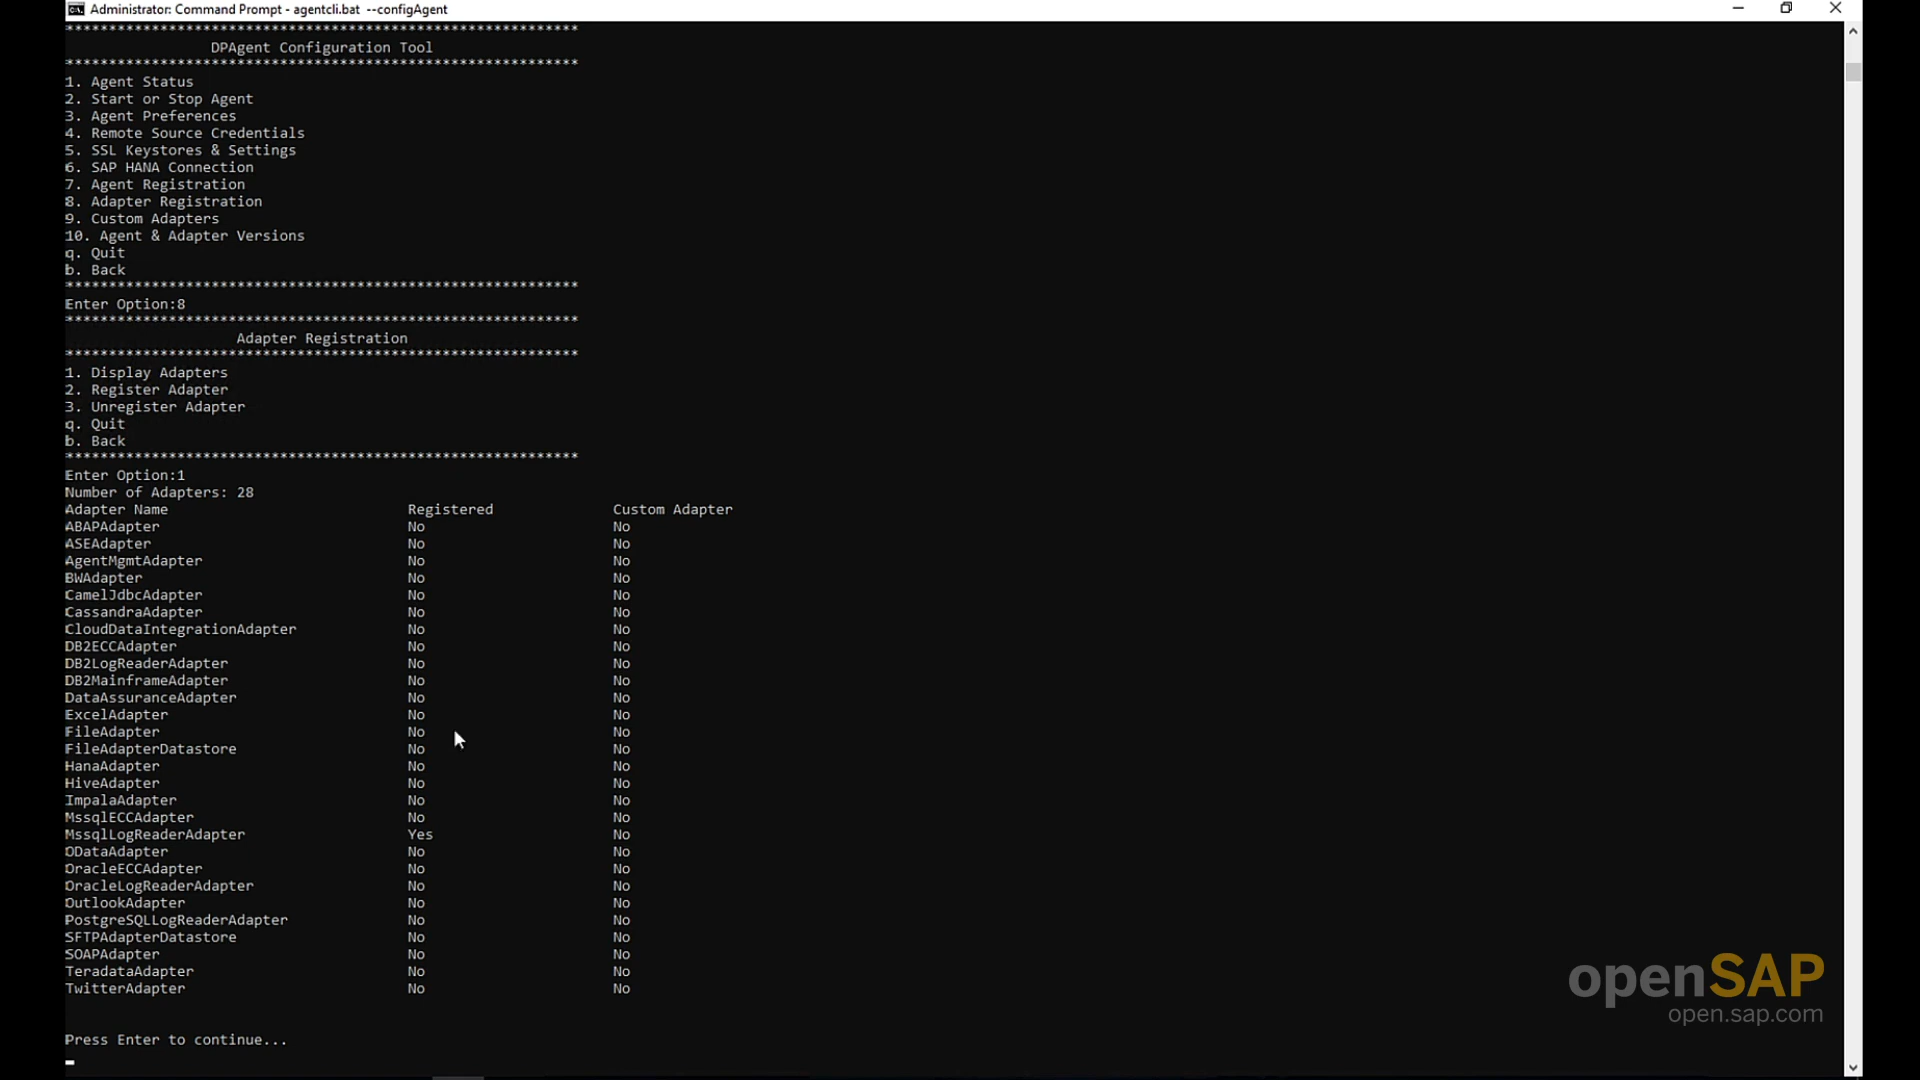 Administrator: Command Prompt - agentcli.bat --configAgent
************************************************************
DPAgent Configuration Tool
************************************************************
1. Agent Status
2. Start or Stop Agent
3. Agent Preferences
4. Remote Source Credentials
5. SSL Keystores & Settings
6. SAP HANA Connection
7. Agent Registration
8. Adapter Registration
9. Custom Adapters
10. Agent & Adapter Versions
q. Quit
b. Back
************************************************************
Enter Option:8
************************************************************
Adapter Registration
************************************************************
1. Display Adapters
2. Register Adapter
3. Unregister Adapter
q. Quit
b. Back
************************************************************
Enter Option:1
Number of Adapters: 28
Adapter Name Registered Custom Adapter
ABAPAdapter No No
ASEAdapter No No
AgentMgmtAdapter No No
BWAdapter No No
CamelJdbcAdapter No No
CassandraAdapter No No
CloudDataIntegrationAdapter No No
DB2ECCAdapter No No
DB2LogReaderAdapter No No
DB2MainframeAdapter No No
DataAssuranceAdapter No No
ExcelAdapter No No
FileAdapter No No
FileAdapterDatastore No No
HanaAdapter No No
HiveAdapter No No
ImpalaAdapter No No
MssqlECCAdapter No No
MssqlLogReaderAdapter Yes No
ODataAdapter No No
OracleECCAdapter No No
OracleLogReaderAdapter No No
OutlookAdapter No No
PostgreSQLLogReaderAdapter No No
SFTPAdapterDatastore No No
SOAPAdapter No No
TeradataAdapter No No
TwitterAdapter No No
Press Enter to continue...
openSAP
open.sap.com